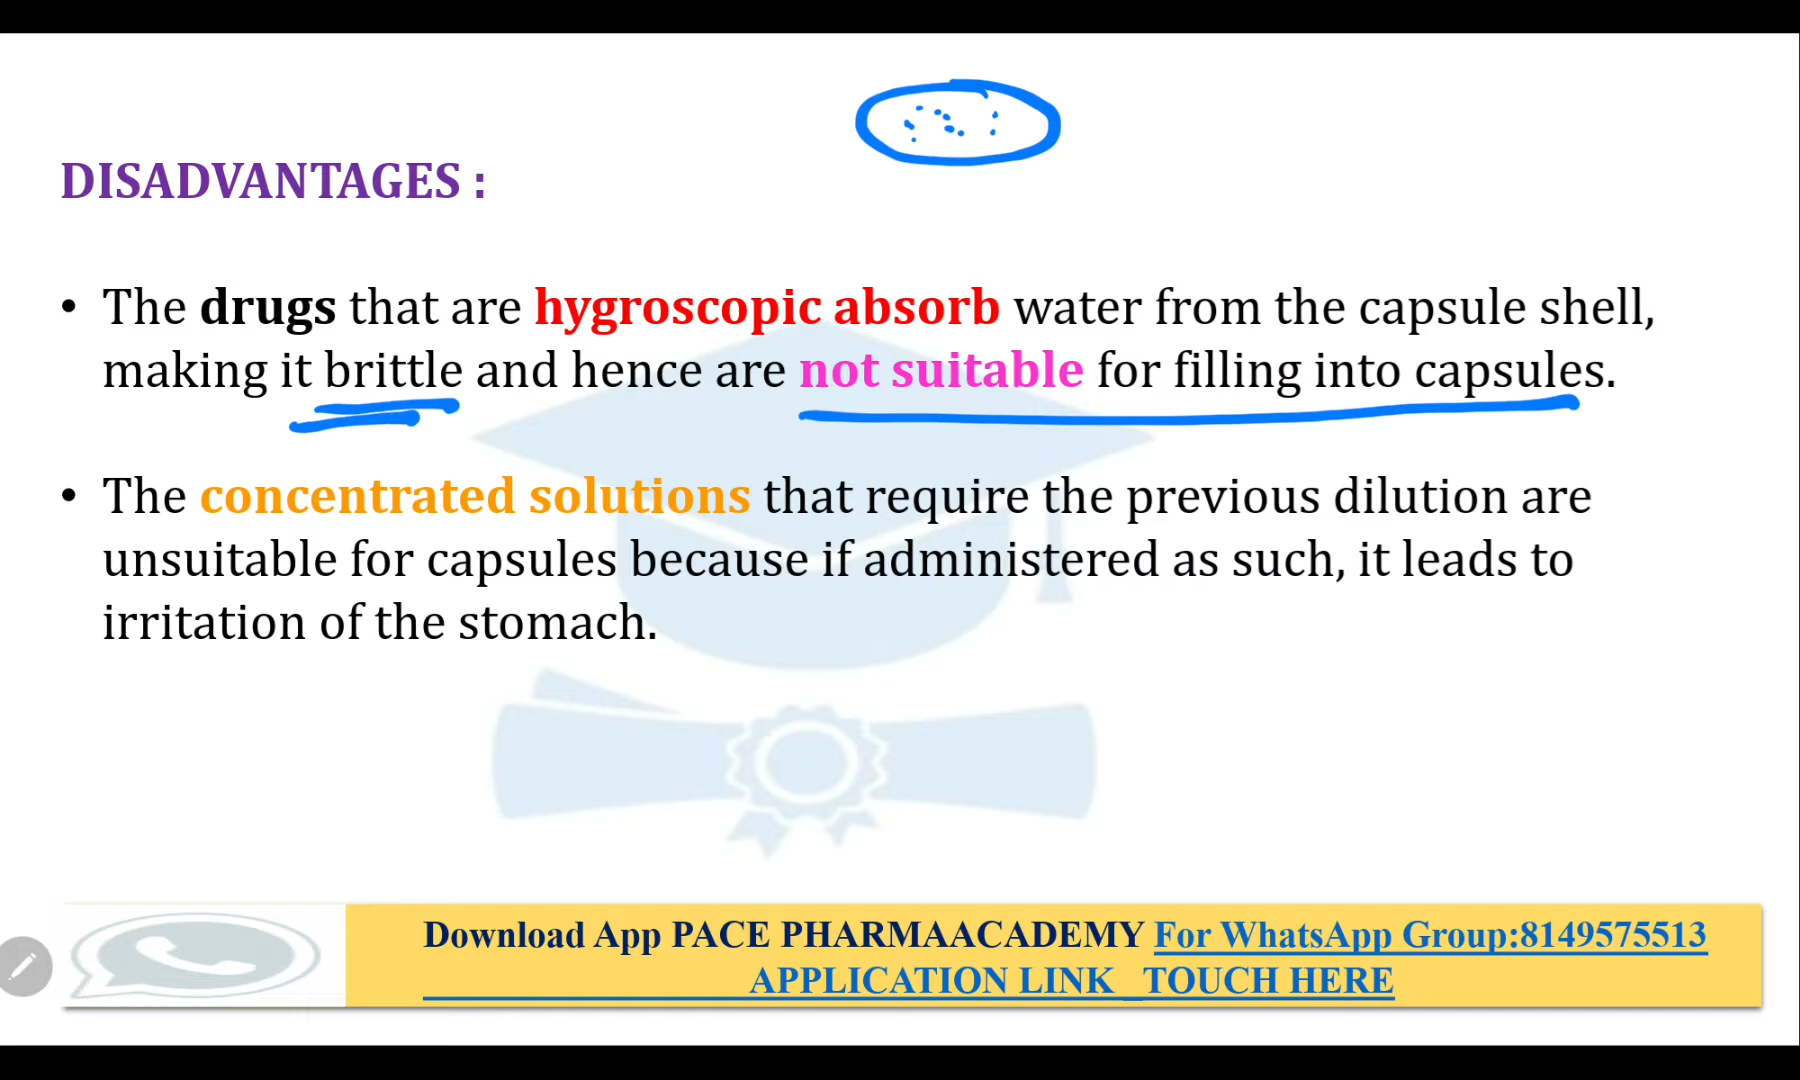 DISADVANTAGES :
• The drugs that are hygroscopic absorb water from the capsule shell,
making it brittle and hence are not suitable for filling into capsules.
• The concentrated solutions that require the previous dilution are
unsuitable for capsules because if administered as such, it leads to
irritation of the stomach.
Download App PACE PHARMAACADEMY For WhatsApp Group:8149575513
APPLICATION LINK _TOUCH HERE